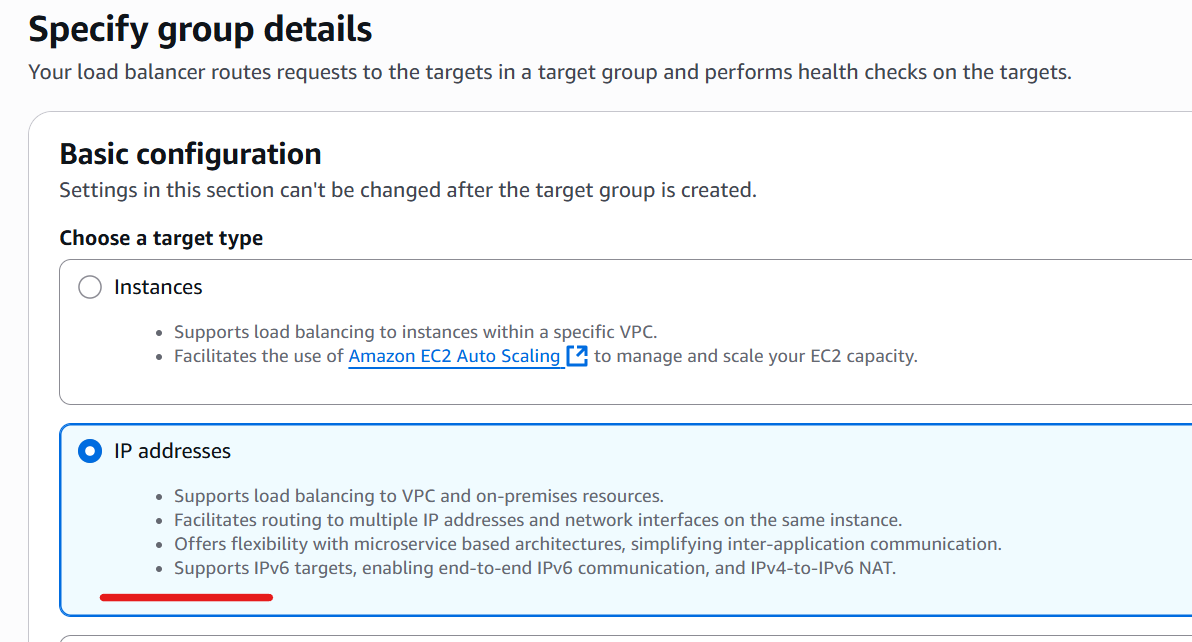 Specify group details
Your load balancer routes requests to the targets in a target group and performs health checks on the targets.
Basic configuration
Settings in this section can't be changed after the target group is created.
Choose a target type
Instances
• Supports load balancing to instances within a specific VPC.
• Facilitates the use of Amazon EC2 Auto Scaling to manage and scale your EC2 capacity.
IP addresses
• Supports load balancing to VPC and on-premises resources.
• Facilitates routing to multiple IP addresses and network interfaces on the same instance.
• Offers flexibility with microservice based architectures, simplifying inter-application communication.
• Supports IPv6 targets, enabling end-to-end IPv6 communication, and IPv4-to-IPv6 NAT.